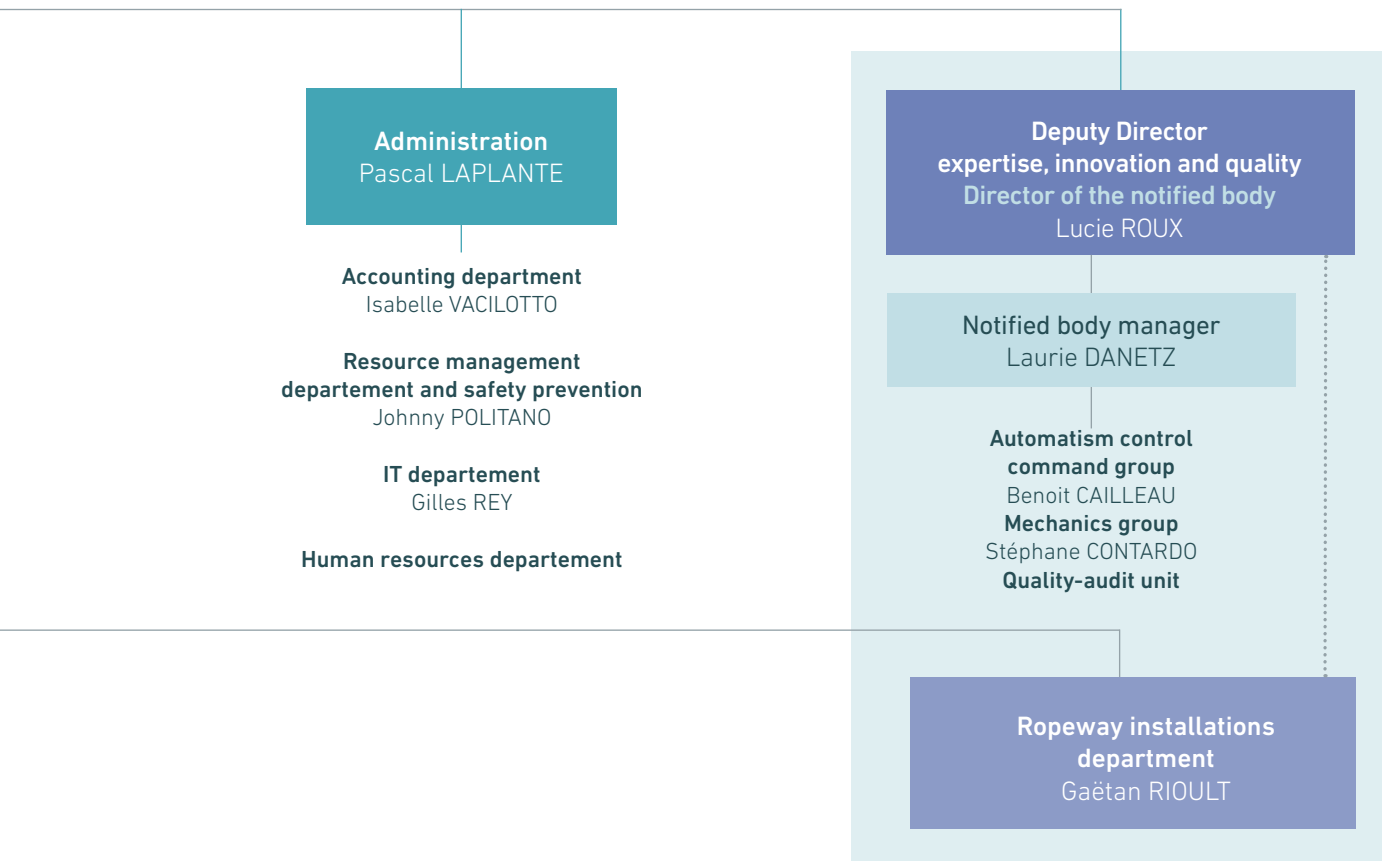 Administration
Pascal LAPLANTE
Accounting department
Isabelle VACILOTTO
Resource management
departement and safety prevention
Johnny POLITANO
IT departement
Gilles REY
Human resources departement
Deputy Director
expertise, innovation and quality
Director of the notified body
Lucie ROUX
Notified body manager
Laurie DANETZ
Automatism control
command group
Benoit CAILLEAU
Mechanics group
Stéphane CONTARDO
Quality-audit unit
Ropeway installations
department
Gaëtan RIOULT